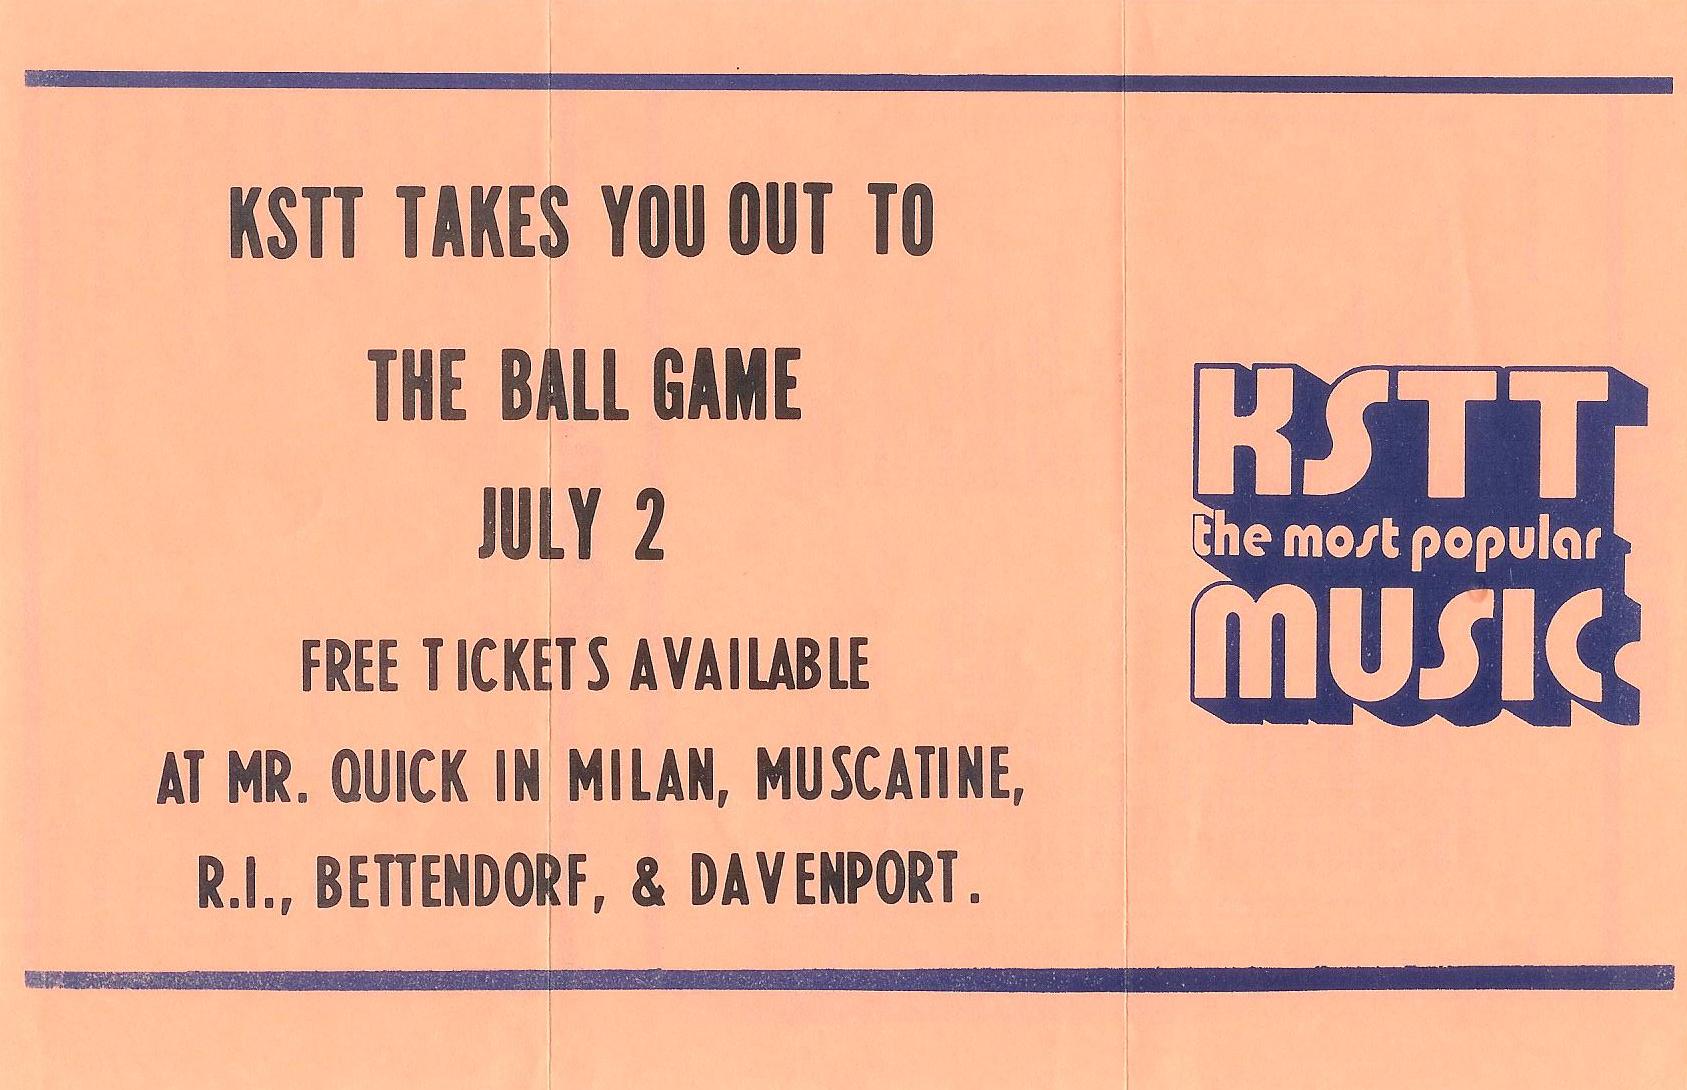 KSTT TAKES YOU OUT TO
THE BALL GAME
JULY 2
FREE TICKETS AVAILABLE
AT MR. QUICK IN MILAN, MUSCATINE,
R.I., BETTENDORF, & DAVENPORT.
KSTT
the most popular
MUSIC